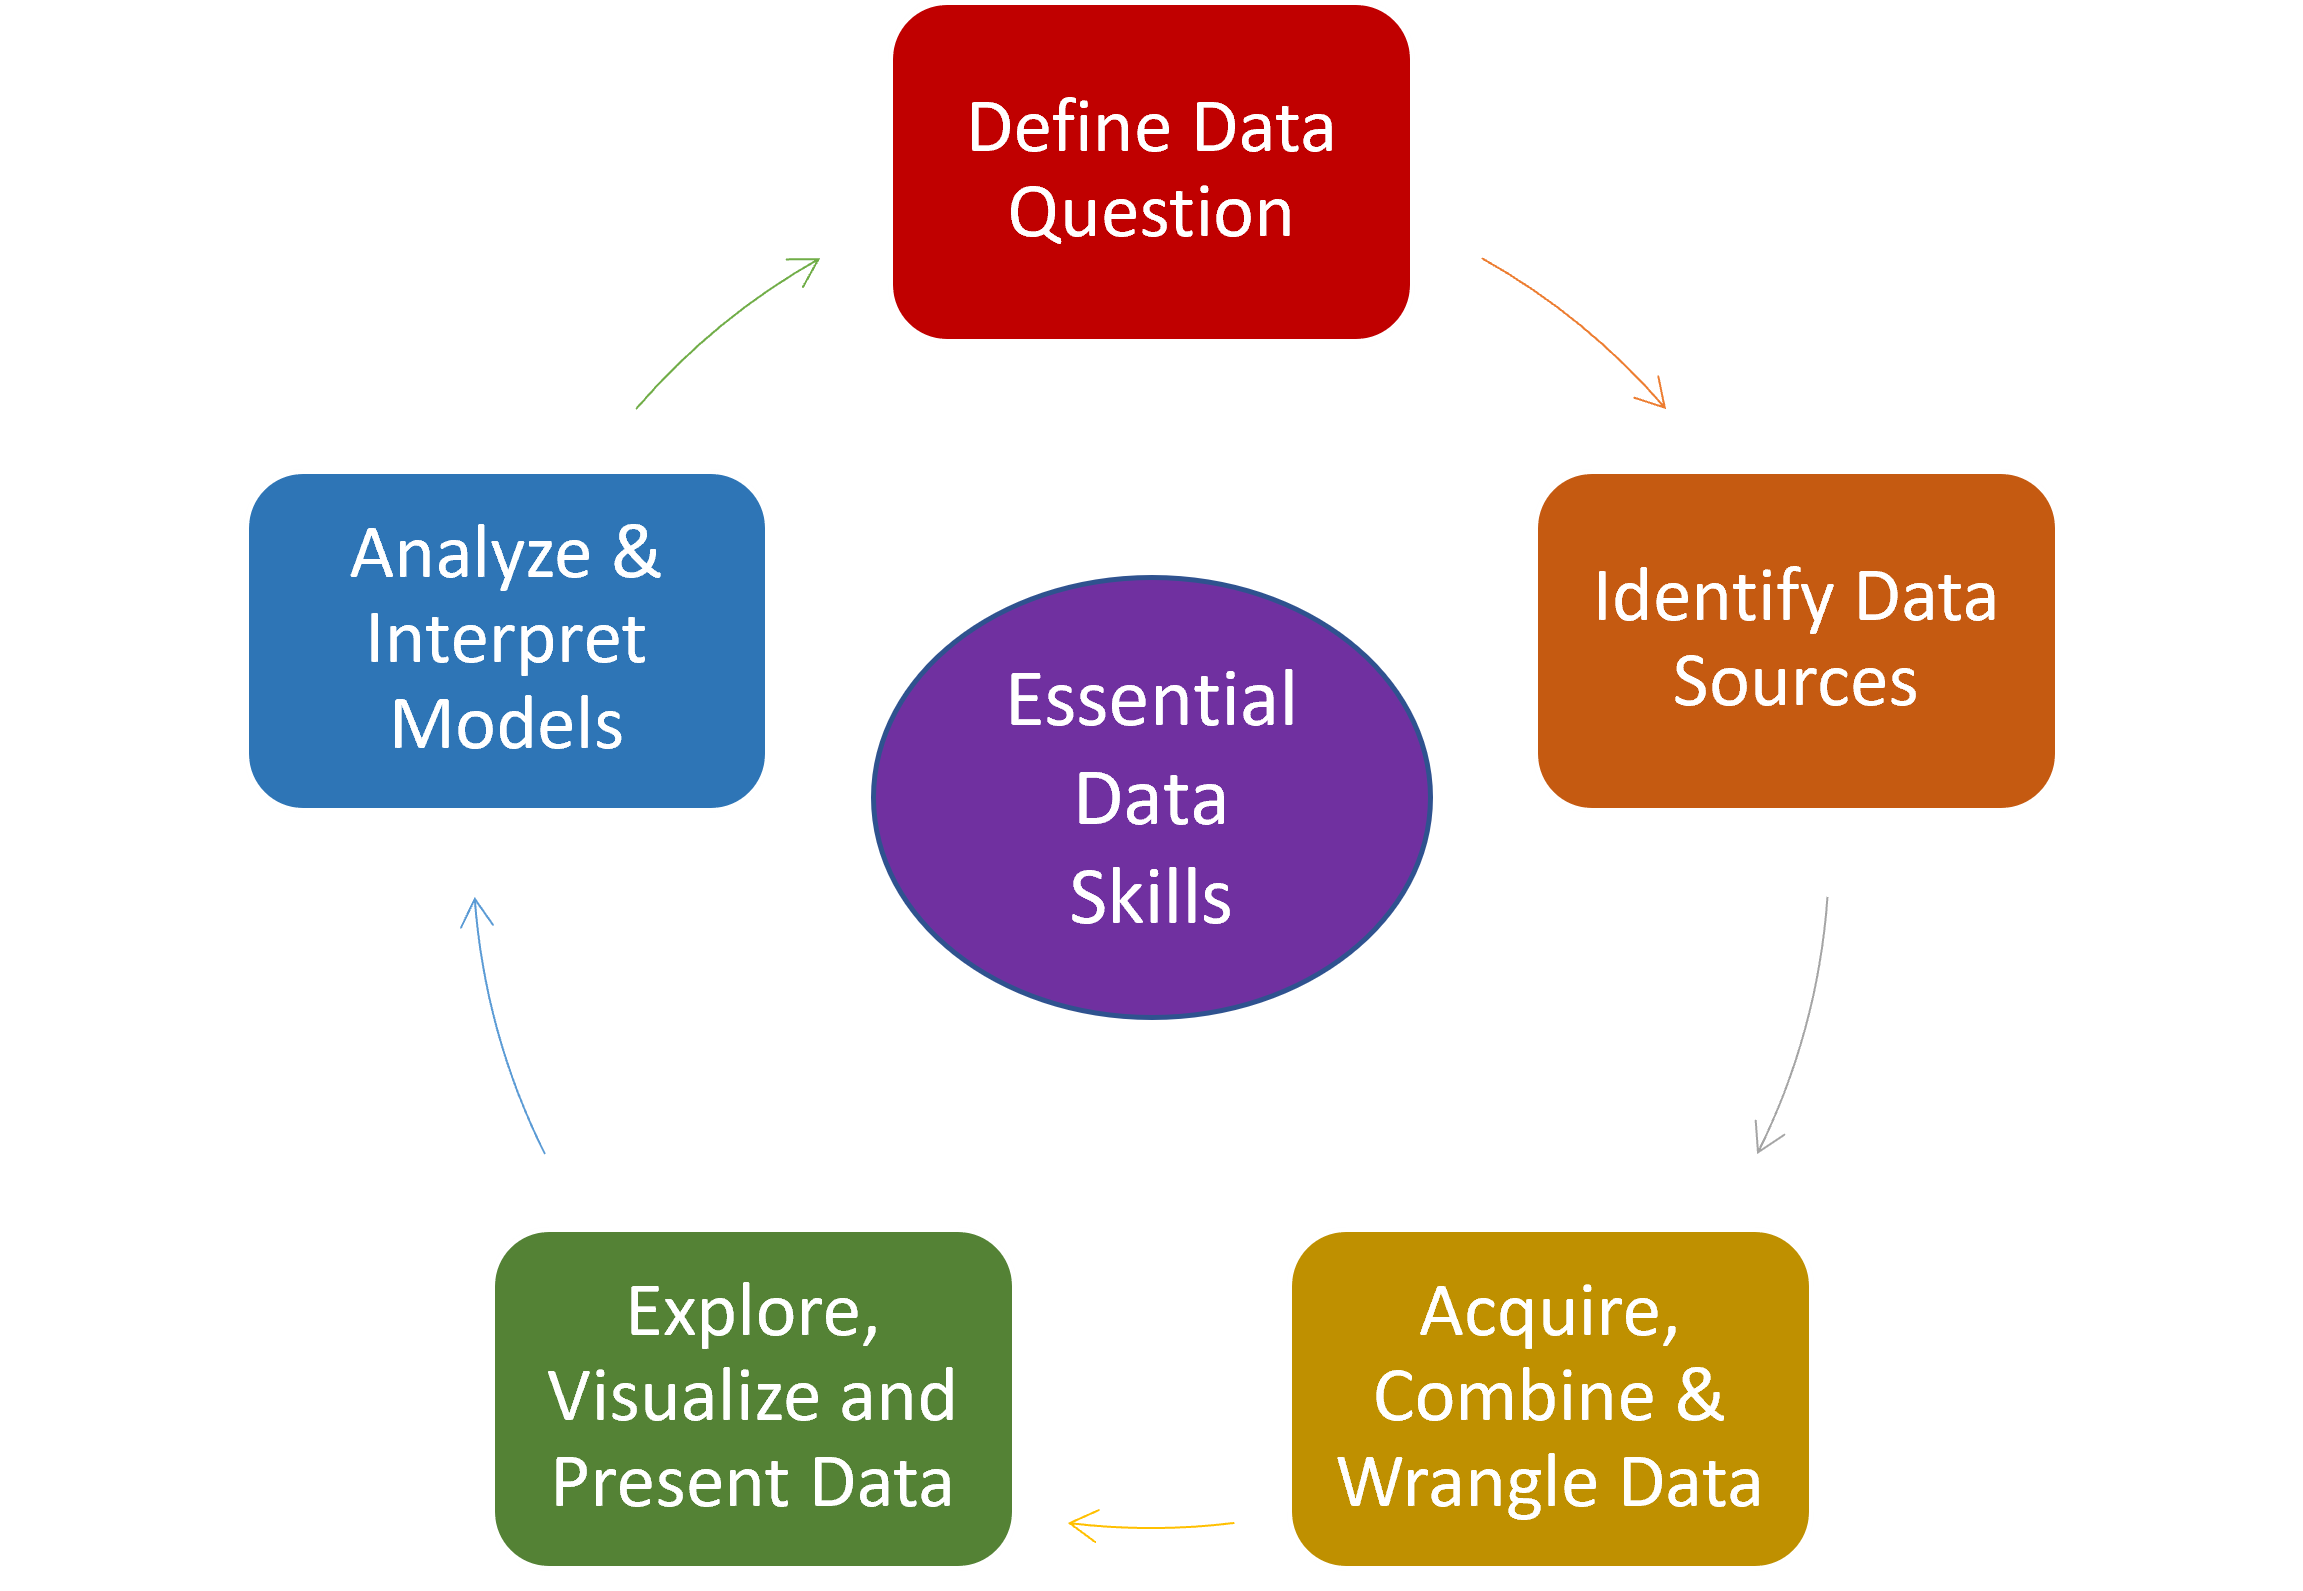 Define Data
Question
Identify Data
Sources
Acquire,
Combine &
Wrangle Data
Explore,
Visualize and
Present Data
Analyze &
Interpret
Models
Essential
Data
Skills